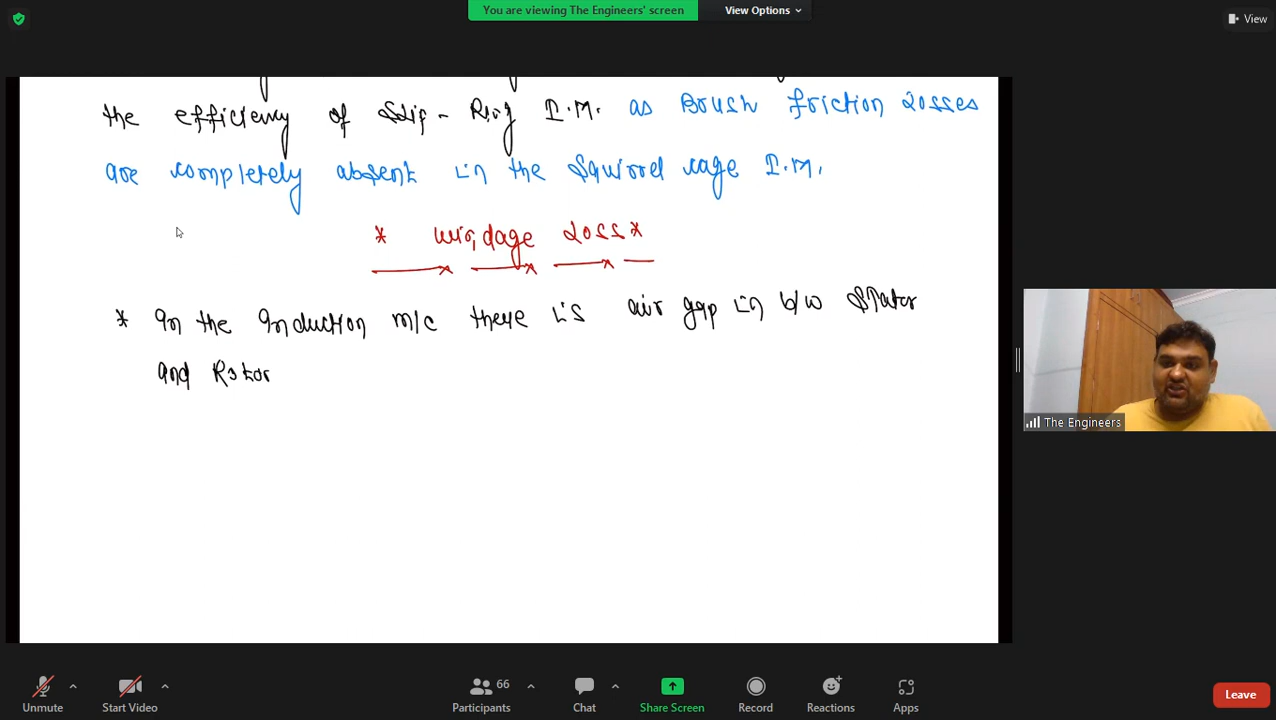 You are viewing The Engineers' screen
View Options
View
the efficiency of Slip-Ring I.M. as Brush friction Losses
are completely absent in the Squirrel cage I.M.
* windage Loss *
* In the Induction m/c there is air gap in b/w Stator
and Rotor
The Engineers
Unmute
Start Video
66
Participants
Chat
Share Screen
Record
Reactions
Apps
Leave